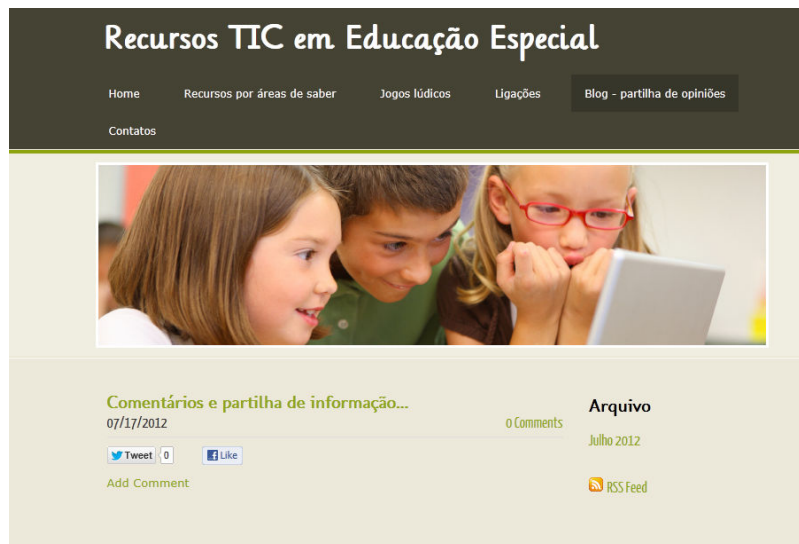 Recursos TIC em Educação Especial
Home Recursos por áreas de saber Jogos lúdicos Ligações Blog - partilha de opiniões
Contatos
Comentários e partilha de informação...
07/17/2012 0 Comments
Tweet 0 Like
Add Comment
Arquivo
Julho 2012
RSS Feed